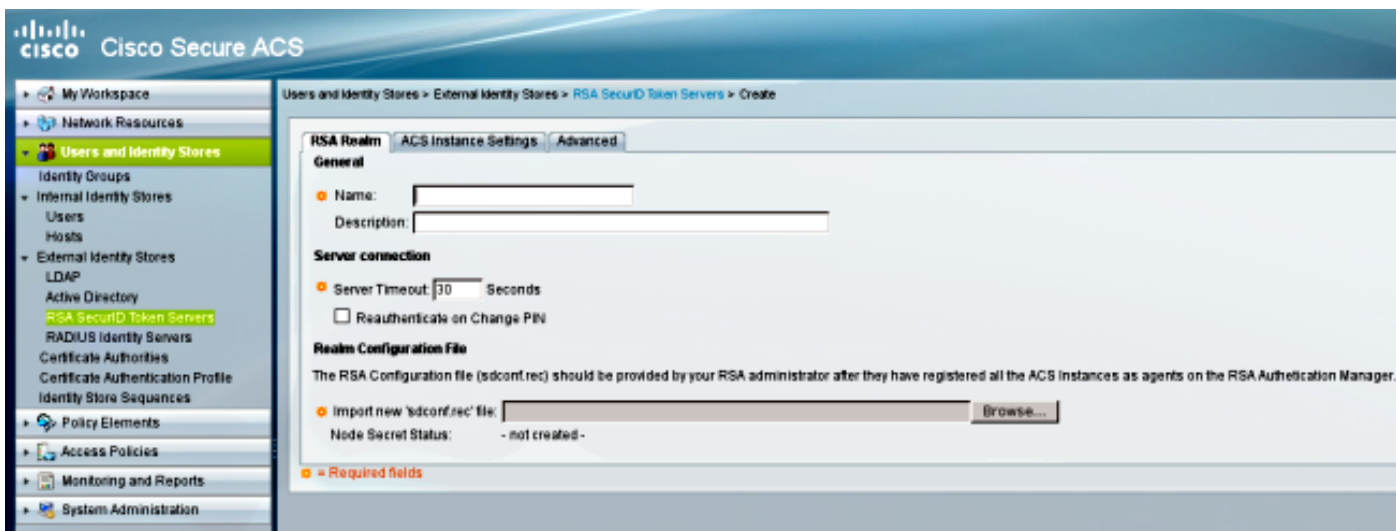 cisco Cisco Secure ACS
My Workspace
Network Resources
Users and Identity Stores
Identity Groups
Internal Identity Stores
Users
Hosts
External Identity Stores
LDAP
Active Directory
RSA SecurID Token Servers
RADIUS Identity Servers
Certificate Authorities
Certificate Authentication Profile
Identity Store Sequences
Policy Elements
Access Policies
Monitoring and Reports
System Administration
Users and Identity Stores > External Identity Stores > RSA SecurID Token Servers > Create
RSA Realm ACS Instance Settings Advanced
General
Name:
Description:
Server connection
Server Timeout: 30 Seconds
Reauthenticate on Change PIN
Realm Configuration File
The RSA Configuration file (sdconf.rec) should be provided by your RSA administrator after they have registered all the ACS Instances as agents on the RSA Authetication Manager.
Import new 'sdconf.rec' file: Browse...
Node Secret Status: - not created -
= Required fields